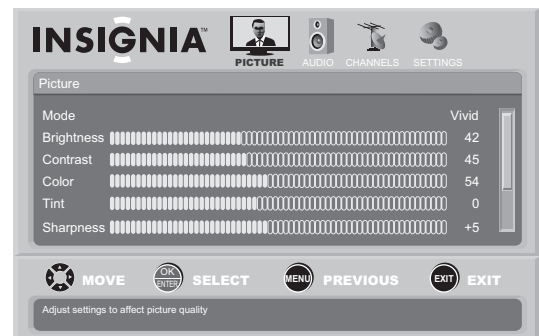 INSIGNIA™
PICTURE AUDIO CHANNELS SETTINGS
Picture
Mode Vivid
Brightness 42
Contrast 45
Color 54
Tint 0
Sharpness +5
MOVE OK ENTER SELECT MENU PREVIOUS EXIT EXIT
Adjust settings to affect picture quality